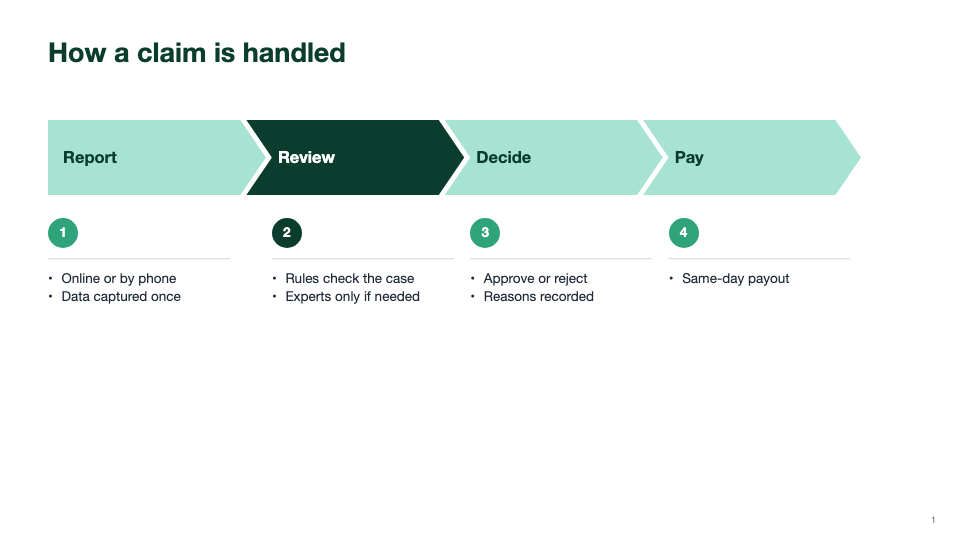 How a claim is handled
Report
Review
Decide
Pay
1
2
3
4
• Online or by phone
• Data captured once
• Rules check the case
• Experts only if needed
• Approve or reject
• Reasons recorded
• Same-day payout
1